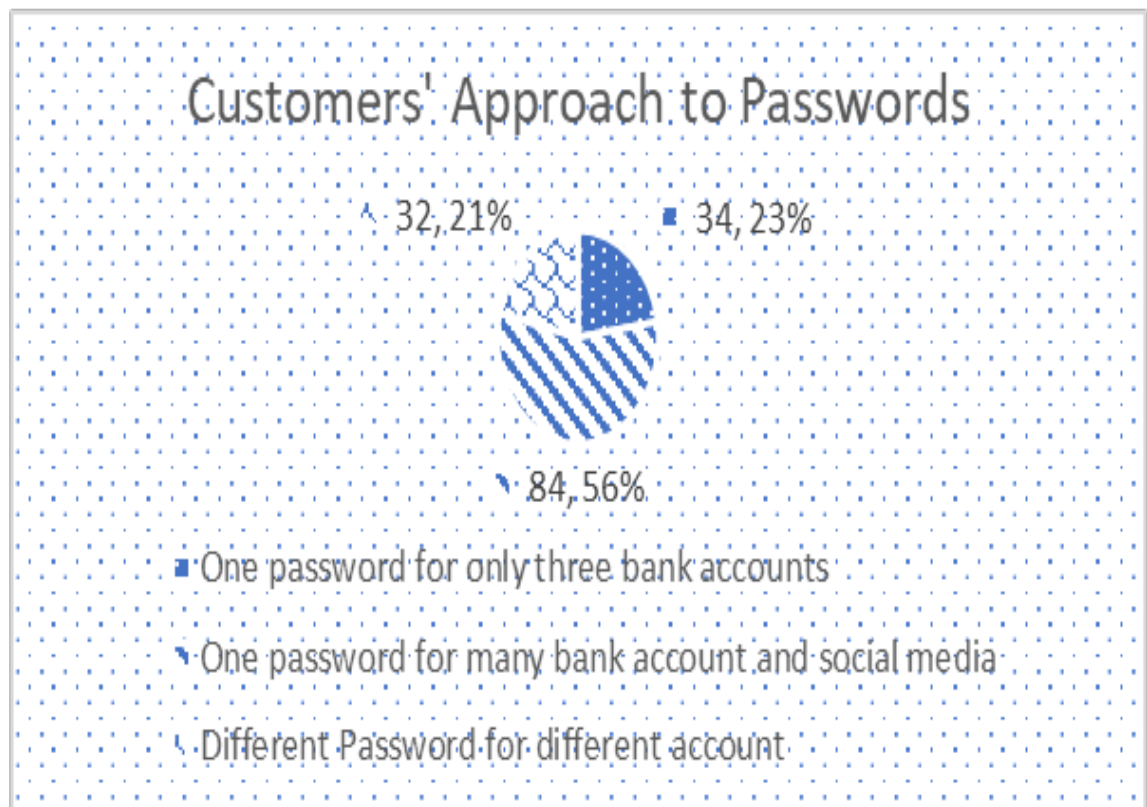 Customers' Approach to Passwords
32, 21%
34, 23%
84, 56%
One password for only three bank accounts
One password for many bank account and social media
Different Password for different account